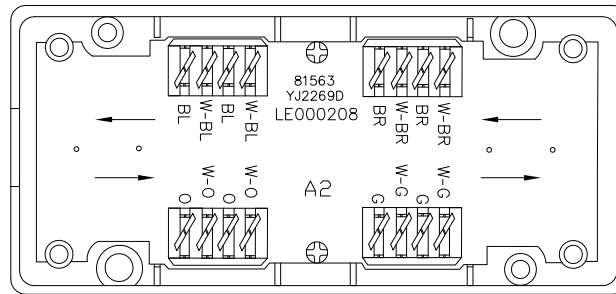 81563
YJ2269D
LE000208
BL W-BL BL W-BL
BR W-BR BR W-BR
O W-O O W-O
A2
G W-G G W-G